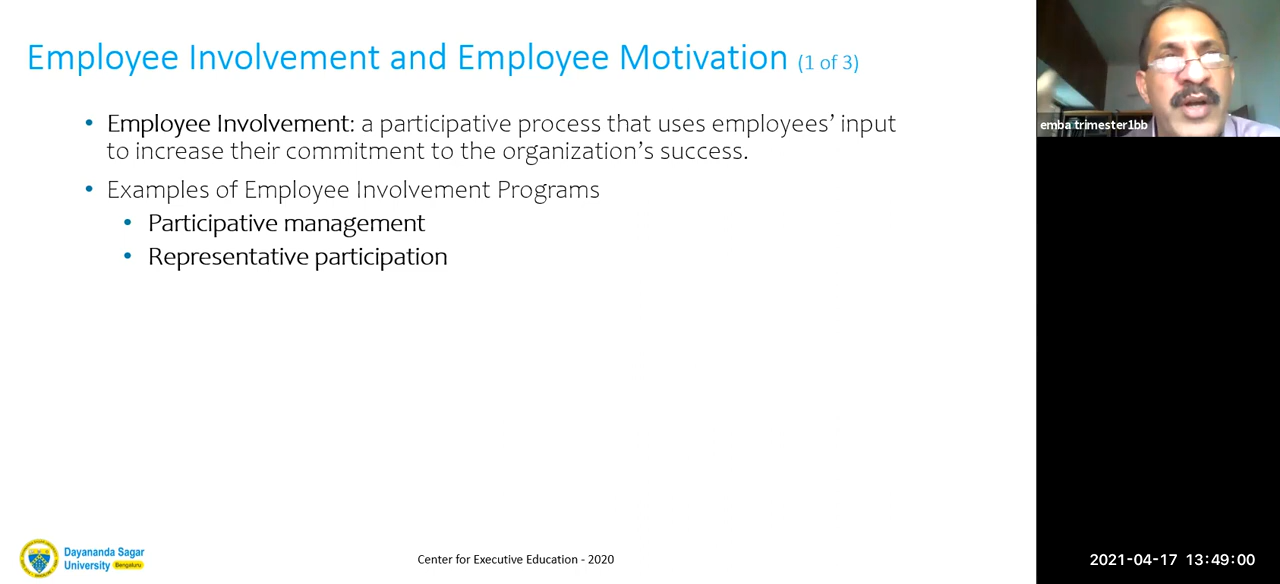 Employee Involvement and Employee Motivation (1 of 3)
• Employee Involvement: a participative process that uses employees’ input
to increase their commitment to the organization’s success.
• Examples of Employee Involvement Programs
• Participative management
• Representative participation
emba trimester1bb
Dayananda Sagar
University Bengaluru
Center for Executive Education - 2020
2021-04-17 13:49:00